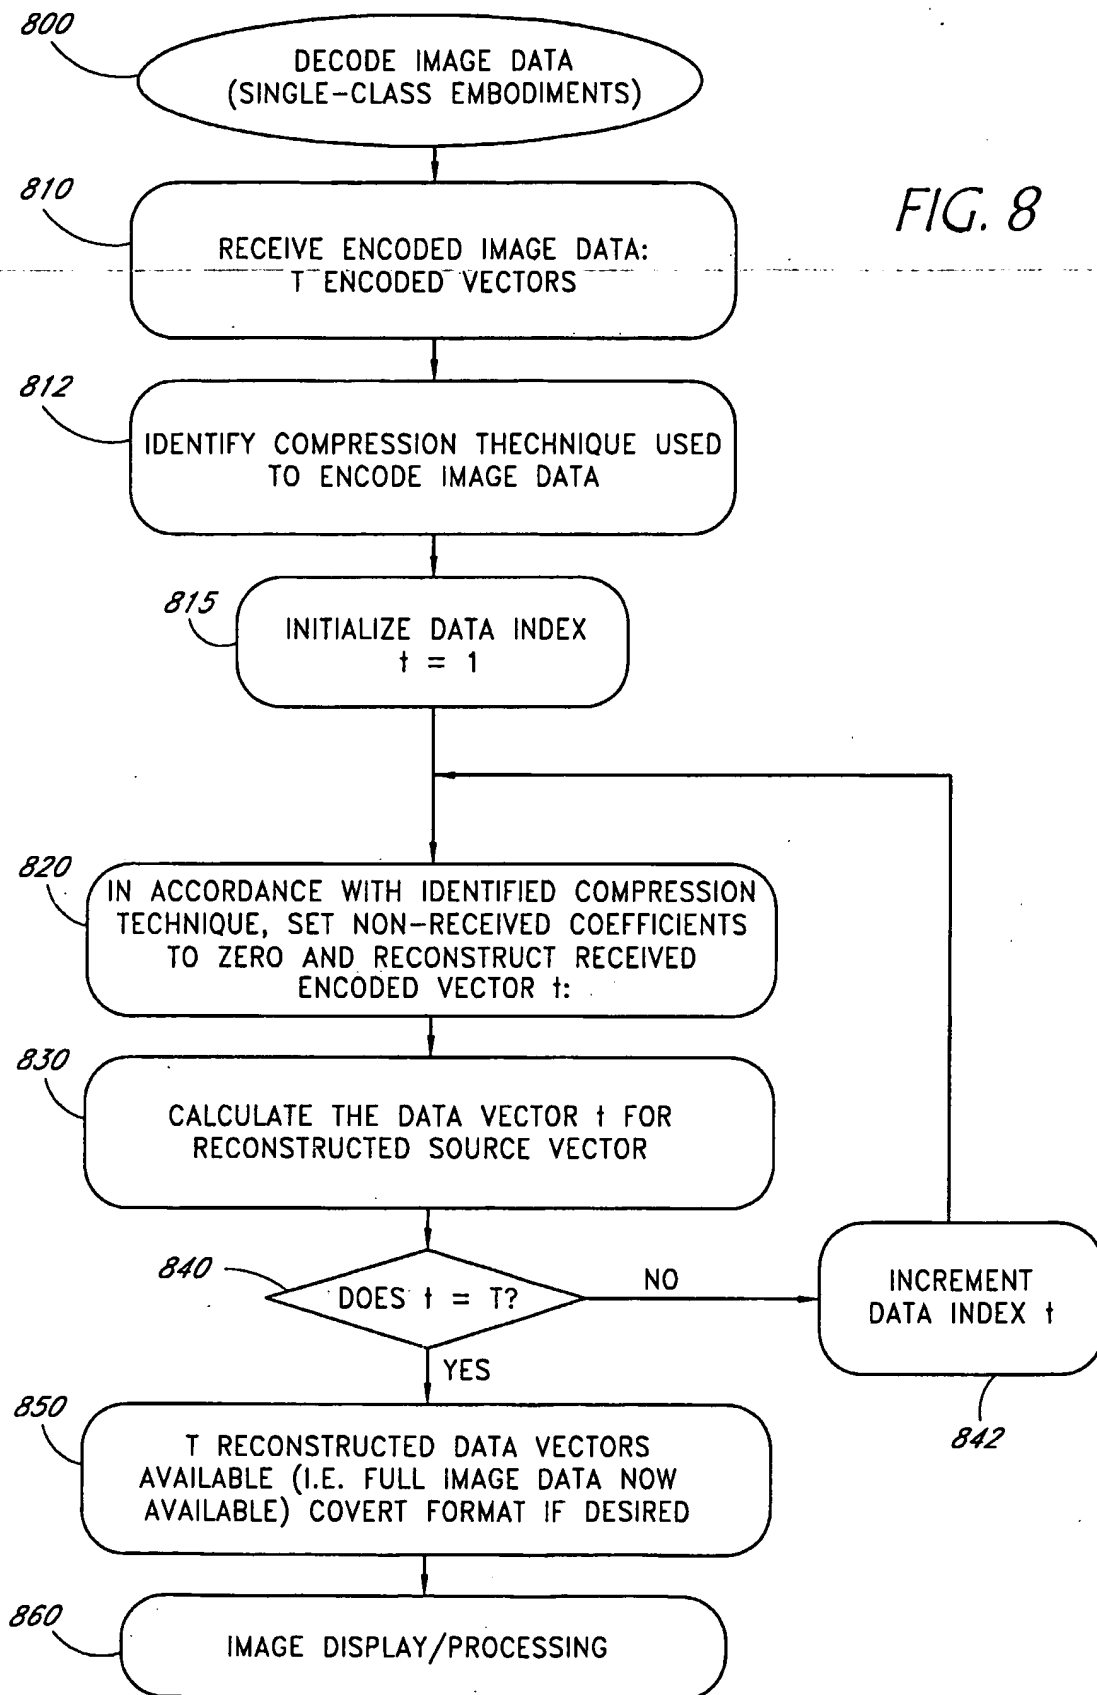 800
DECODE IMAGE DATA
(SINGLE-CLASS EMBODIMENTS)
FIG. 8
810
RECEIVE ENCODED IMAGE DATA:
T ENCODED VECTORS
812
IDENTIFY COMPRESSION THECHNIQUE USED
TO ENCODE IMAGE DATA
815
INITIALIZE DATA INDEX
t = 1
820
IN ACCORDANCE WITH IDENTIFIED COMPRESSION
TECHNIQUE, SET NON-RECEIVED COEFFICIENTS
TO ZERO AND RECONSTRUCT RECEIVED
ENCODED VECTOR t:
830
CALCULATE THE DATA VECTOR t FOR
RECONSTRUCTED SOURCE VECTOR
840
DOES t = T?
NO
INCREMENT
DATA INDEX t
842
YES
850
T RECONSTRUCTED DATA VECTORS
AVAILABLE (I.E. FULL IMAGE DATA NOW
AVAILABLE) COVERT FORMAT IF DESIRED
860
IMAGE DISPLAY/PROCESSING